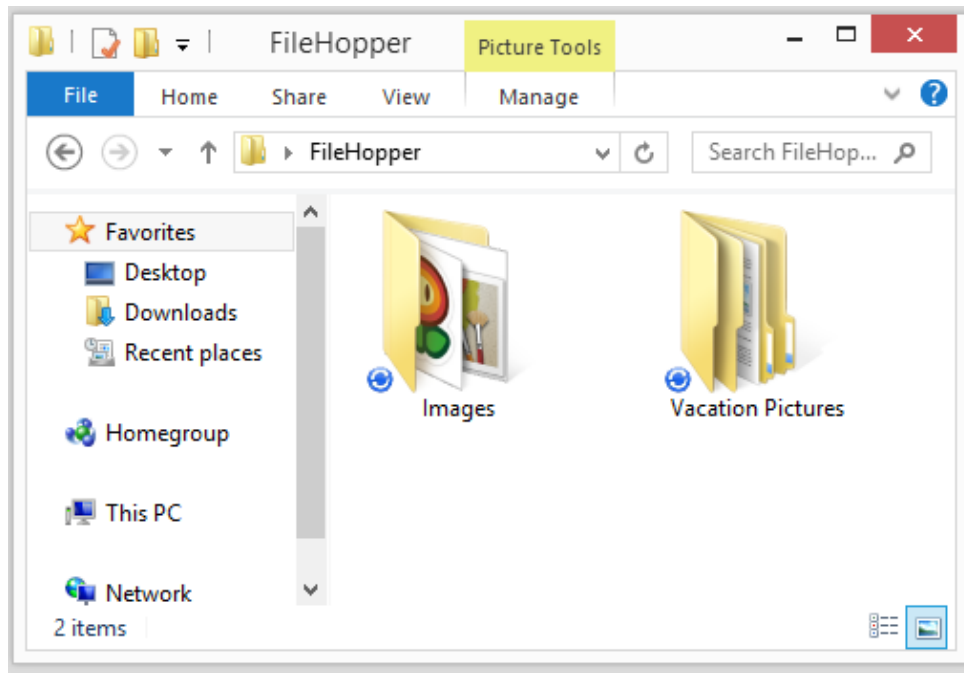 FileHopper Picture Tools
File Home Share View Manage ?
FileHopper Search FileHop...
Favorites
Desktop
Downloads
Recent places
Homegroup
This PC
Network
Images Vacation Pictures
2 items